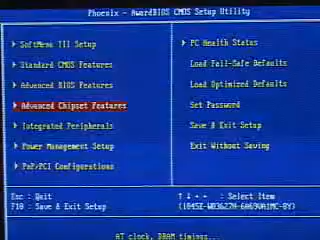 Phoenix - AwardBIOS CMOS Setup Utility
SoftMenu III Setup
Standard CMOS Features
Advanced BIOS Features
Advanced Chipset Features
Integrated Peripherals
Power Management Setup
PnP/PCI Configurations
PC Health Status
Load Fail-Safe Defaults
Load Optimized Defaults
Set Password
Save & Exit Setup
Exit Without Saving
Esc : Quit
F10 : Save & Exit Setup
↑ ↓ → ← : Select Item
AT clock, DRAM timings...